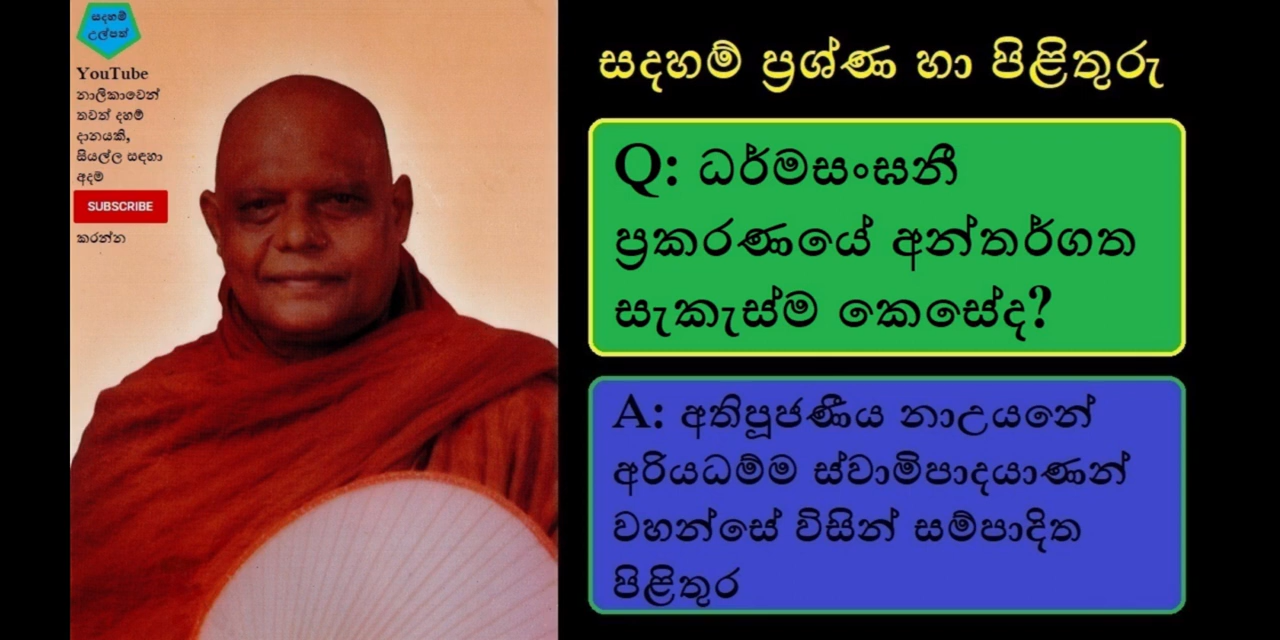 සදහම්
උල්පත්
YouTube
නාලිකාවෙන්
තවත් දහම්
දානයකි,
සියල්ල සඳහා
අදම
SUBSCRIBE
කරන්න
සදහම් ප්‍රශ්ණ හා පිළිතුරු
Q: ධර්මසංඝනී
ප්‍රකරණයේ අන්තර්ගත
සැකැස්ම කෙසේද?
A: අතිපූජණීය නාඋයනේ
අරියධම්ම ස්වාමිපාදයාණන්
වහන්සේ විසින් සම්පාදිත
පිළිතුර